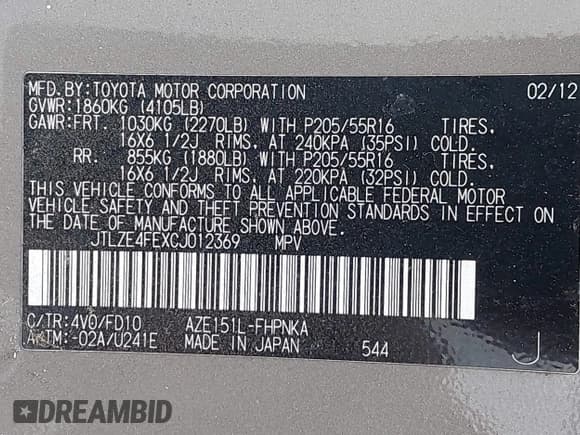 MFD.BY:TOYOTA MOTOR CORPORATION 02/12
GVWR:1860KG (4105LB)
GAWR:FRT. 1030KG (2270LB) WITH P205/55R16 TIRES,
16X6 1/2J RIMS, AT 240KPA (35PSI) COLD.
RR. 855KG (1880LB) WITH P205/55R16 TIRES,
16X6 1/2J RIMS, AT 220KPA (32PSI) COLD.
THIS VEHICLE CONFORMS TO ALL APPLICABLE FEDERAL MOTOR
VEHICLE SAFETY AND THEFT PREVENTION STANDARDS IN EFFECT ON
THE DATE OF MANUFACTURE SHOWN ABOVE.
JTLZE4FEXCJ012369 MPV
C/TR:4V0/FD10 AZE151L-FHPNKA
A/TM:-02A/U241E MADE IN JAPAN 544 J
DREAMBID